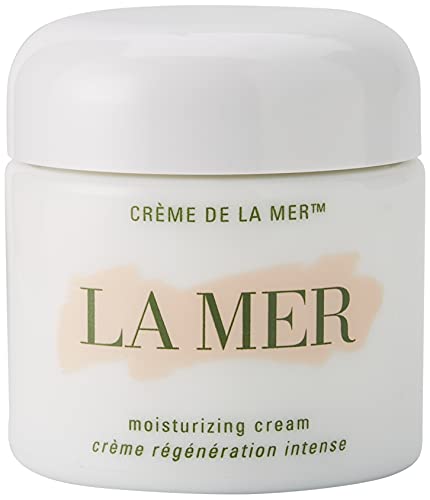 CRÈME DE LA MER™
LA MER
moisturizing cream
crème régénération intense